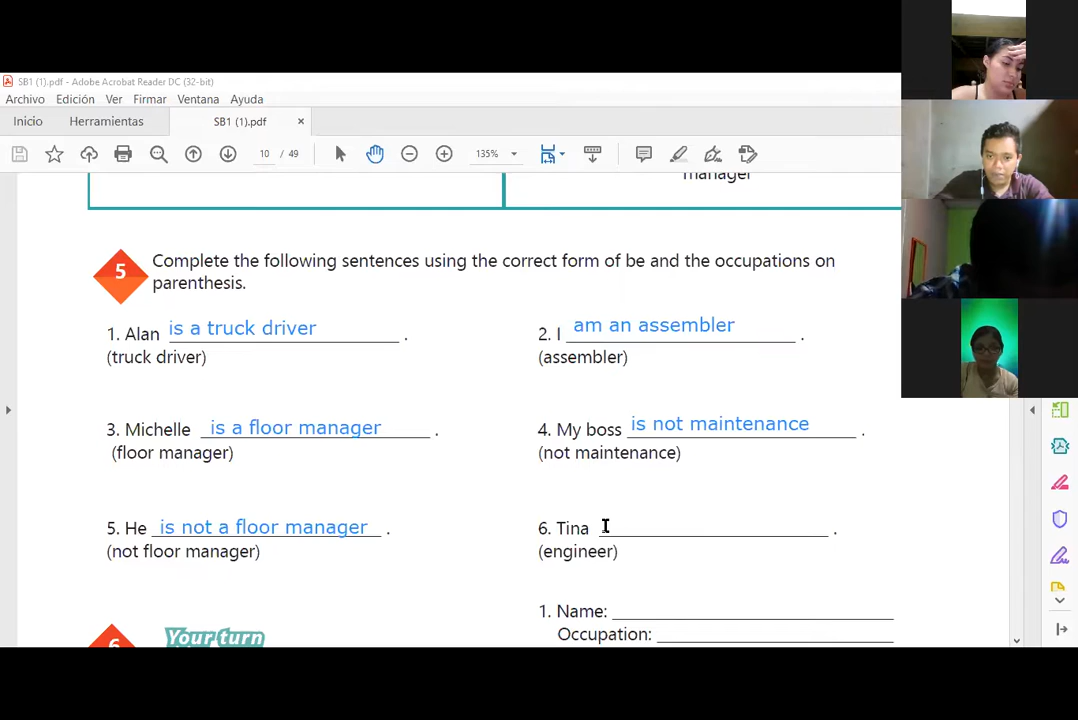 SB1 (1).pdf - Adobe Acrobat Reader DC (32-bit)
Archivo Edición Ver Firmar Ventana Ayuda
Inicio Herramientas SB1 (1).pdf ×
10 / 49 135%
manager
5 Complete the following sentences using the correct form of be and the occupations on
parenthesis.
1. Alan is a truck driver .
(truck driver)
2. I am an assembler .
(assembler)
3. Michelle is a floor manager .
(floor manager)
4. My boss is not maintenance .
(not maintenance)
5. He is not a floor manager .
(not floor manager)
6. Tina .
(engineer)
1. Name:
Occupation:
6 Your turn